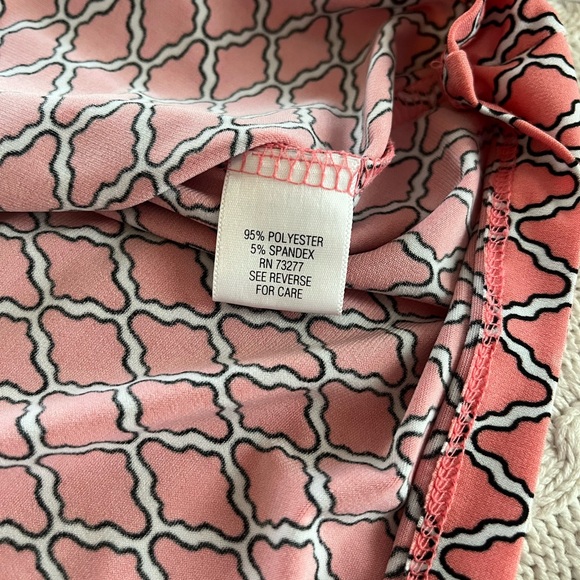 95% POLYESTER
5% SPANDEX
RN 73277
SEE REVERSE
FOR CARE